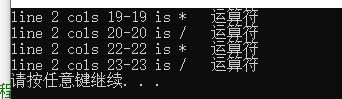 line 2 cols 19-19 is *   运算符
line 2 cols 20-20 is /   运算符
line 2 cols 22-22 is *   运算符
line 2 cols 23-23 is /   运算符
请按任意键继续. . .
程